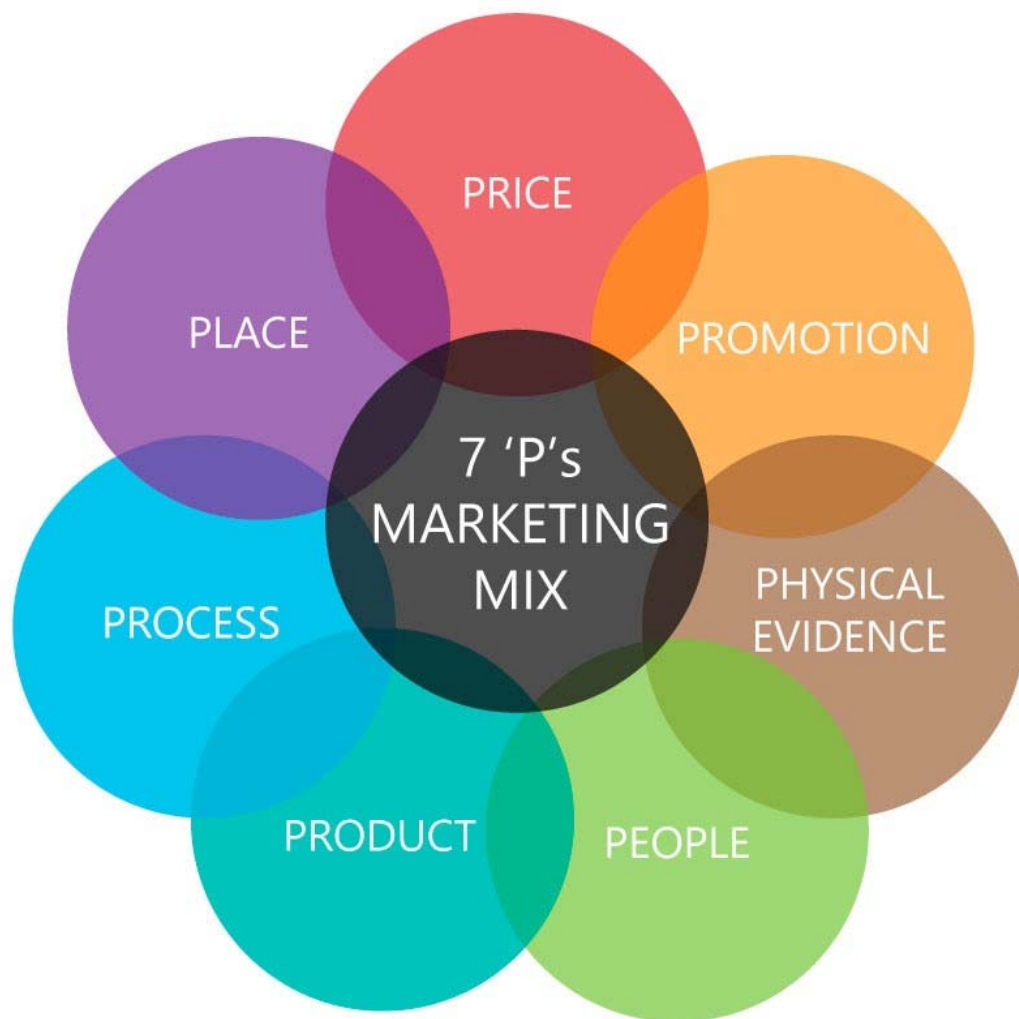 PRICE
PROMOTION
PLACE
7 ‘P’s
MARKETING
MIX
PHYSICAL
EVIDENCE
PROCESS
PRODUCT
PEOPLE